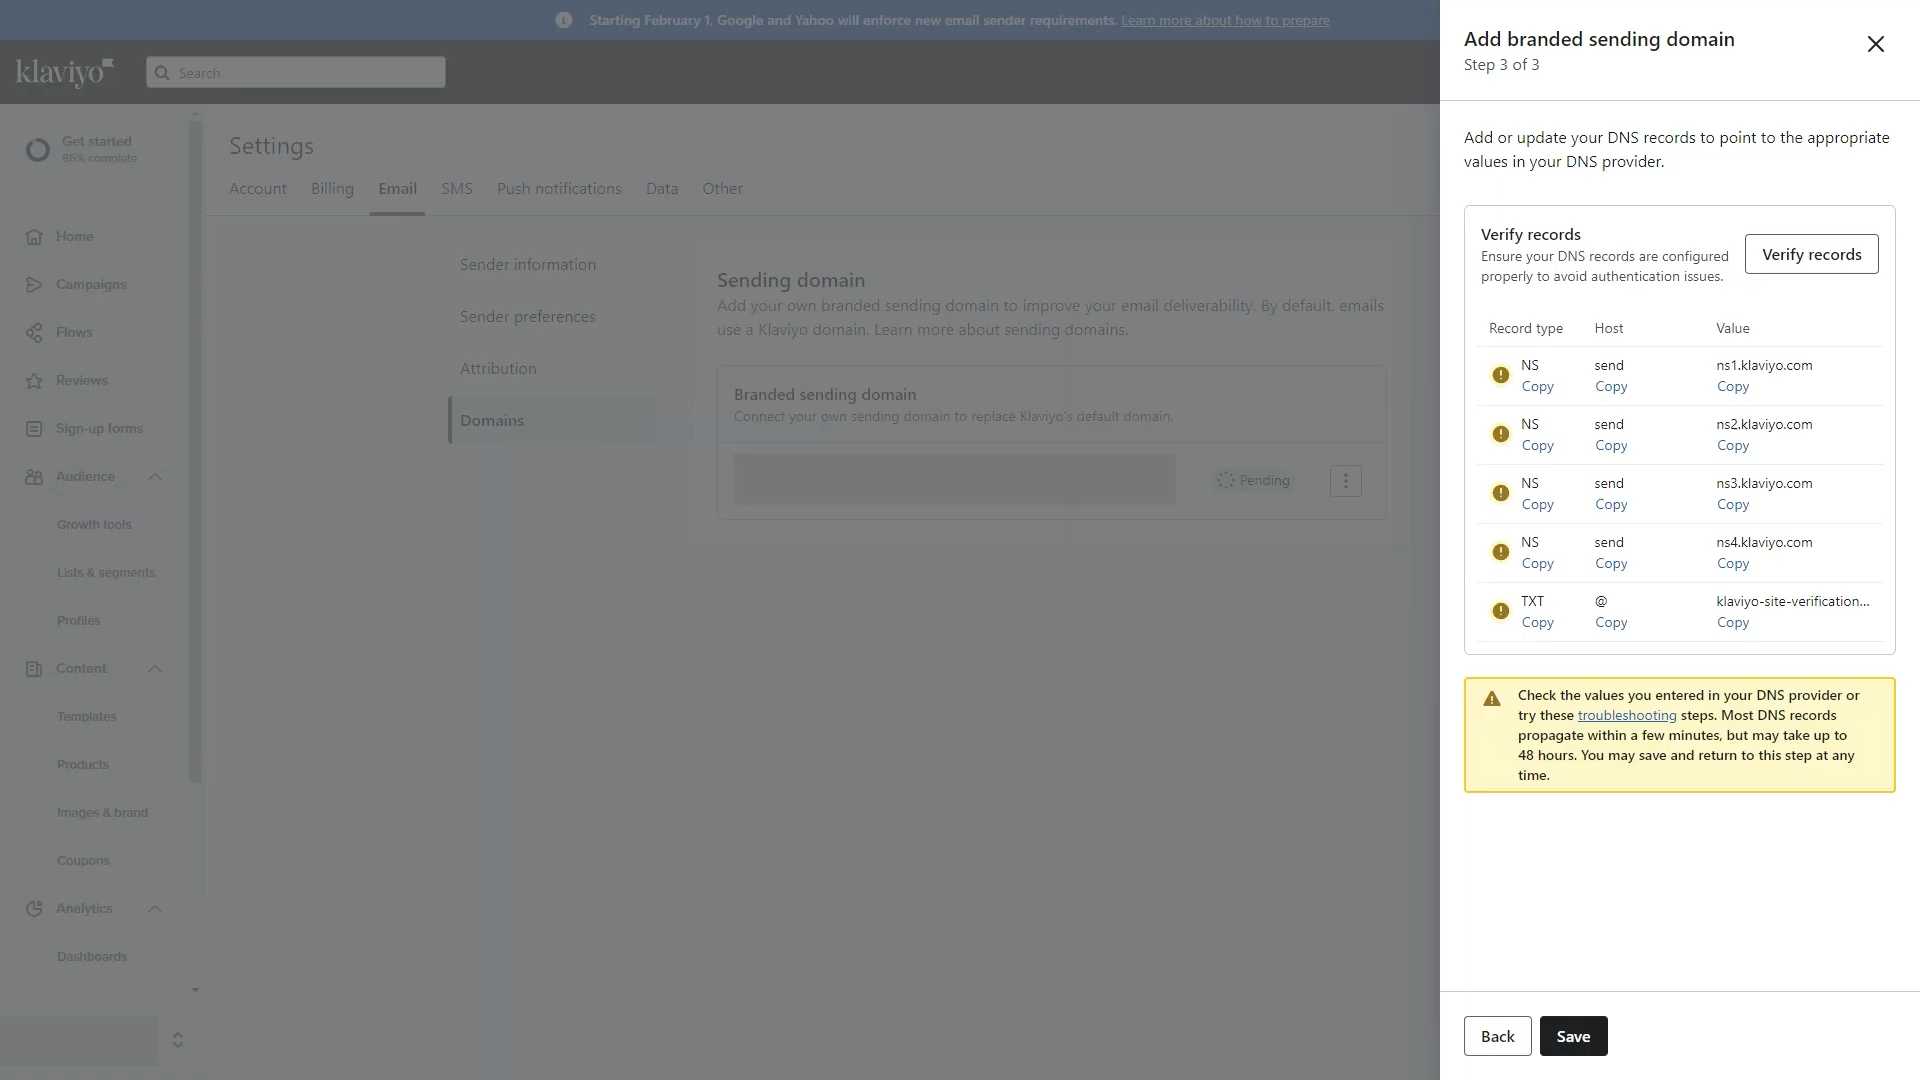 Starting February 1, Google and Yahoo will enforce new email sender requirements. Learn more about how to prepare
klaviyo
Search
Get started
86% complete
Home
Campaigns
Flows
Reviews
Sign-up forms
Audience
Growth tools
Lists & segments
Profiles
Content
Templates
Products
Images & brand
Coupons
Analytics
Dashboards
Settings
Account Billing Email SMS Push notifications Data Other
Sender information
Sender preferences
Attribution
Domains
Sending domain
Add your own branded sending domain to improve your email deliverability. By default, emails
use a Klaviyo domain. Learn more about sending domains.
Branded sending domain
Connect your own sending domain to replace Klaviyo's default domain.
Pending
Add branded sending domain
Step 3 of 3
Add or update your DNS records to point to the appropriate
values in your DNS provider.
Verify records
Ensure your DNS records are configured
properly to avoid authentication issues.
Verify records
Record type Host Value
NS send ns1.klaviyo.com
Copy Copy Copy
NS send ns2.klaviyo.com
Copy Copy Copy
NS send ns3.klaviyo.com
Copy Copy Copy
NS send ns4.klaviyo.com
Copy Copy Copy
TXT @ klaviyo-site-verification...
Copy Copy Copy
Check the values you entered in your DNS provider or
try these troubleshooting steps. Most DNS records
propagate within a few minutes, but may take up to
48 hours. You may save and return to this step at any
time.
Back Save